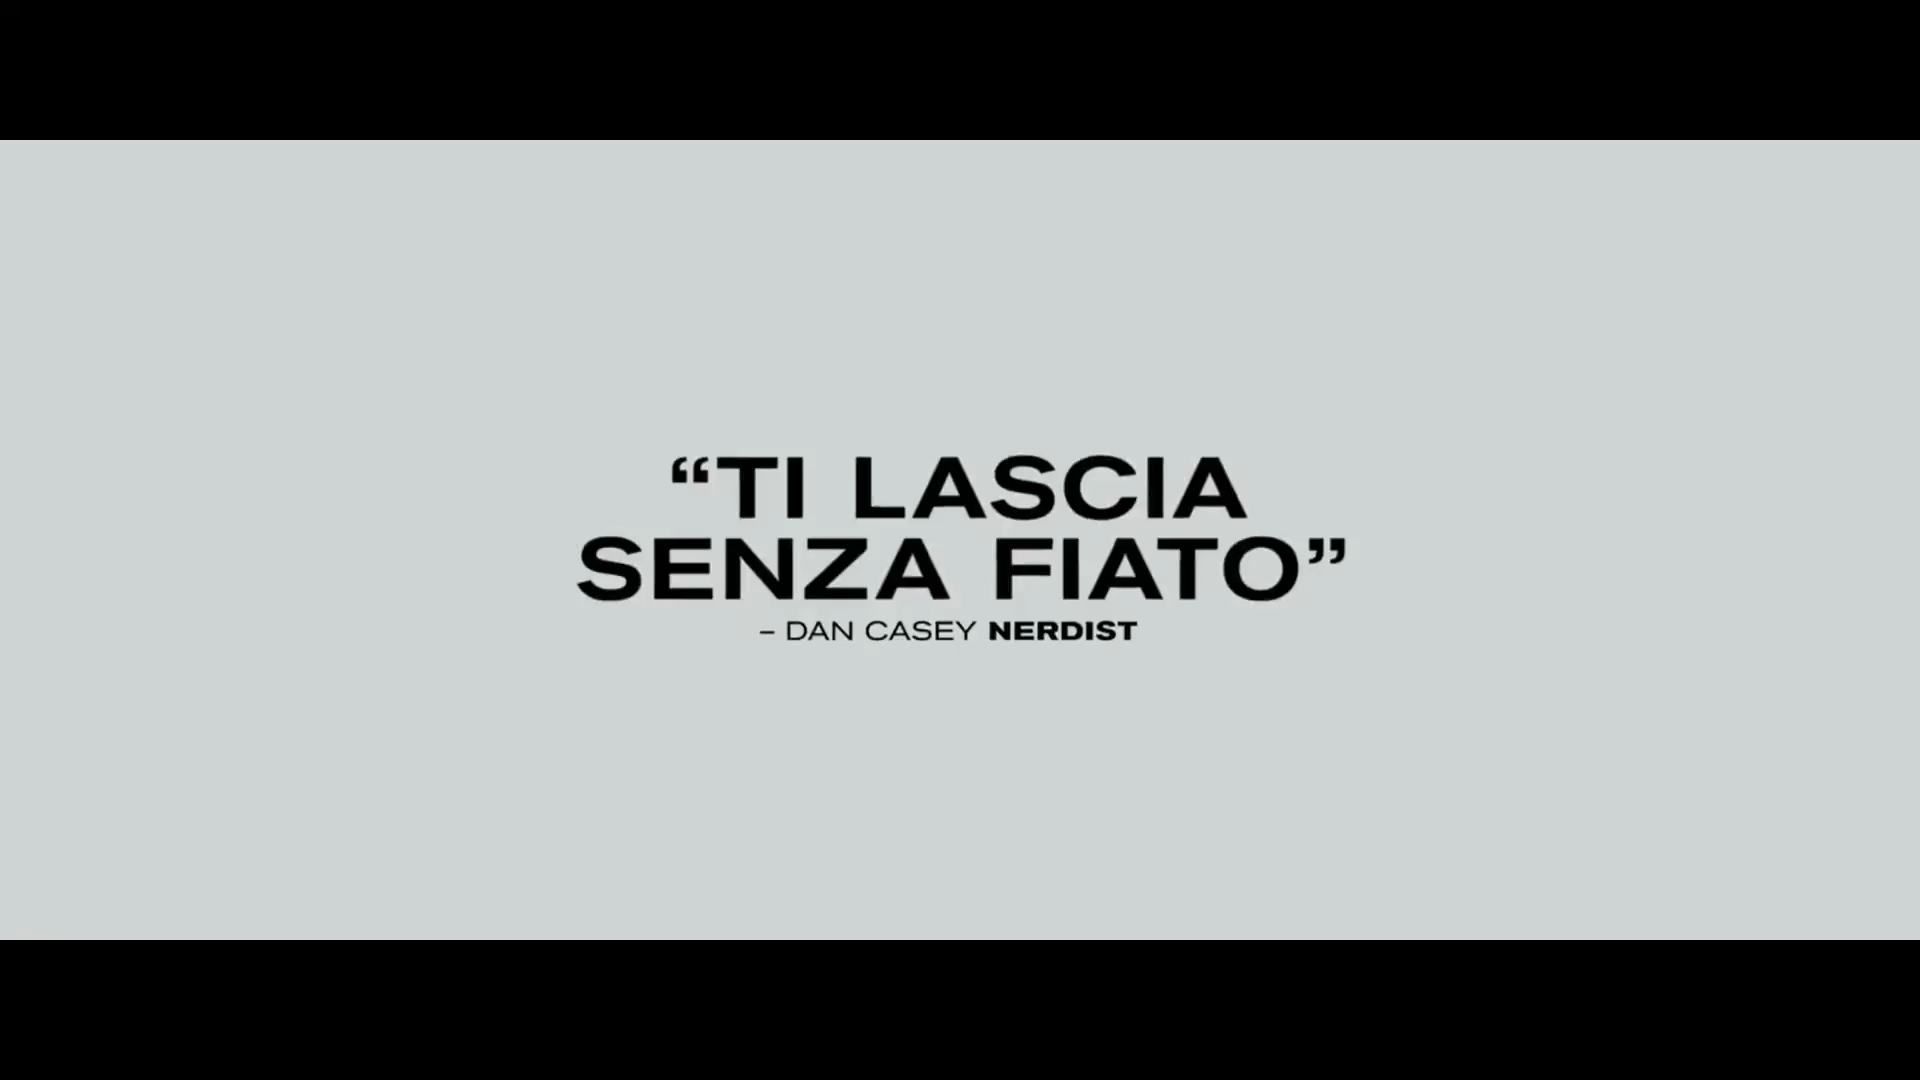 “TI LASCIA
SENZA FIATO”
– DAN CASEY NERDIST